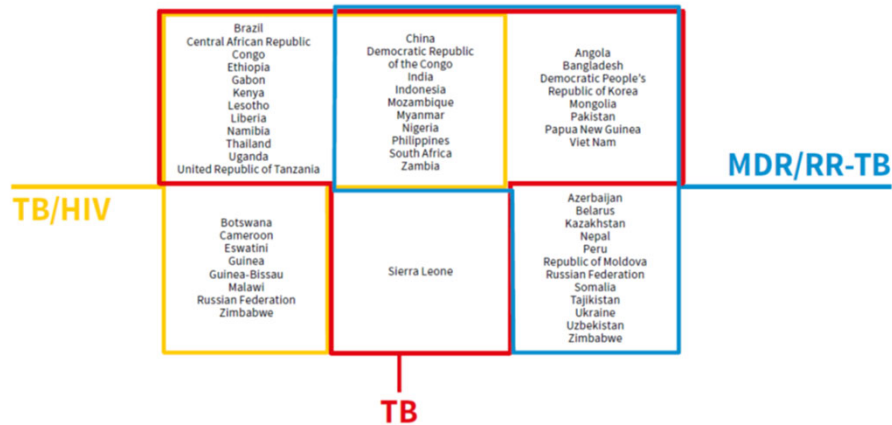 Brazil
Central African Republic
Congo
Ethiopia
Gabon
Kenya
Lesotho
Liberia
Namibia
Thailand
Uganda
United Republic of Tanzania
China
Democratic Republic
of the Congo
India
Indonesia
Mozambique
Myanmar
Nigeria
Philippines
South Africa
Zambia
Angola
Bangladesh
Democratic People's
Republic of Korea
Mongolia
Pakistan
Papua New Guinea
Viet Nam
MDR/RR-TB
TB/HIV
Botswana
Cameroon
Eswatini
Guinea
Guinea-Bissau
Malawi
Russian Federation
Zimbabwe
Sierra Leone
Azerbaijan
Belarus
Kazakhstan
Nepal
Peru
Republic of Moldova
Russian Federation
Somalia
Tajikistan
Ukraine
Uzbekistan
Zimbabwe
TB